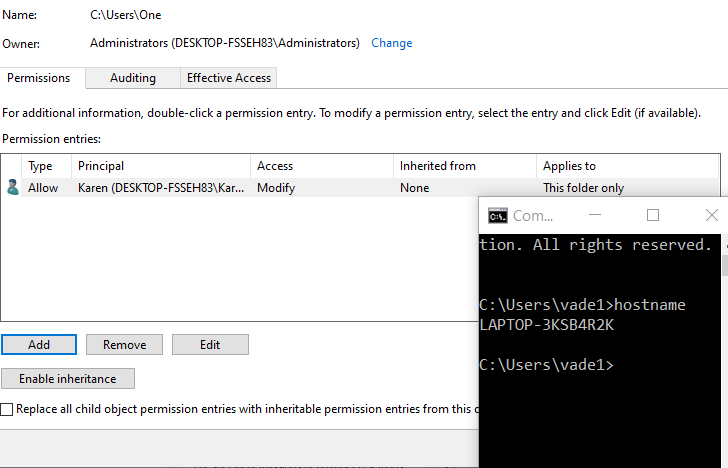 Name: C:\Users\One
Owner: Administrators (DESKTOP-FSSEH83\Administrators) Change
Permissions Auditing Effective Access
For additional information, double-click a permission entry. To modify a permission entry, select the entry and click Edit (if available).
Permission entries:
Type Principal Access Inherited from Applies to
Allow Karen (DESKTOP-FSSEH83\Kar... Modify None This folder only
C:\. Com...
tion. All rights reserved.
C:\Users\vade1>hostname
LAPTOP-3KSB4R2K
C:\Users\vade1>
Add Remove Edit
Enable inheritance
Replace all child object permission entries with inheritable permission entries from this